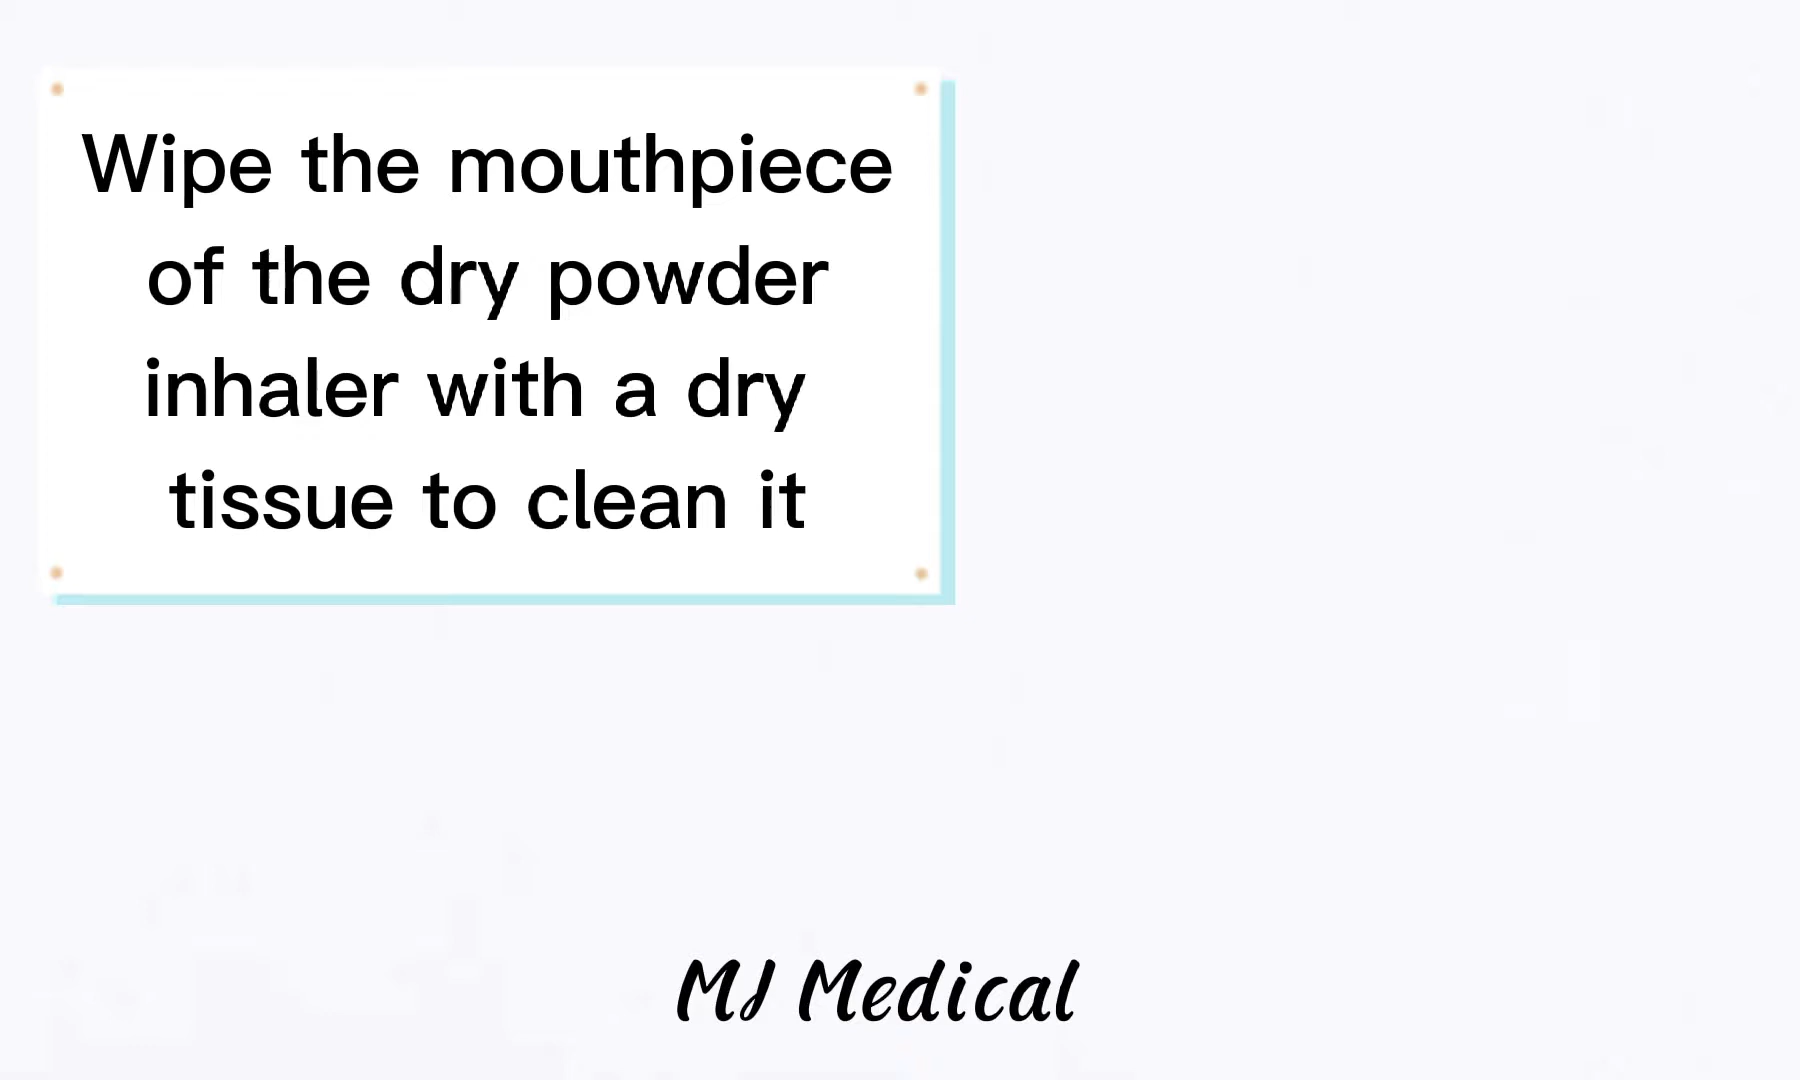 Wipe the mouthpiece
of the dry powder
inhaler with a dry
tissue to clean it
MJ Medical